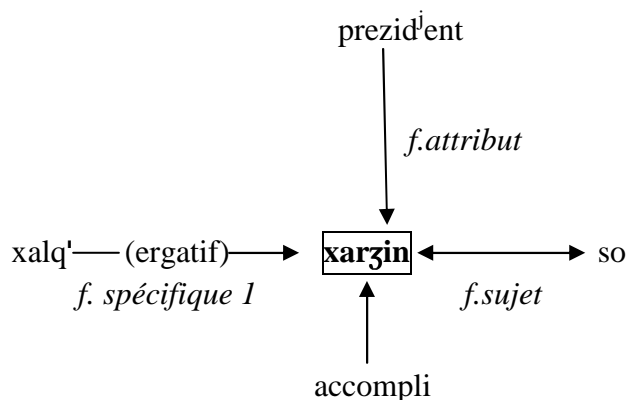 prezidʲent
f.attribut
xalq' (ergatif) xarʒin so
f. spécifique 1 f.sujet
accompli